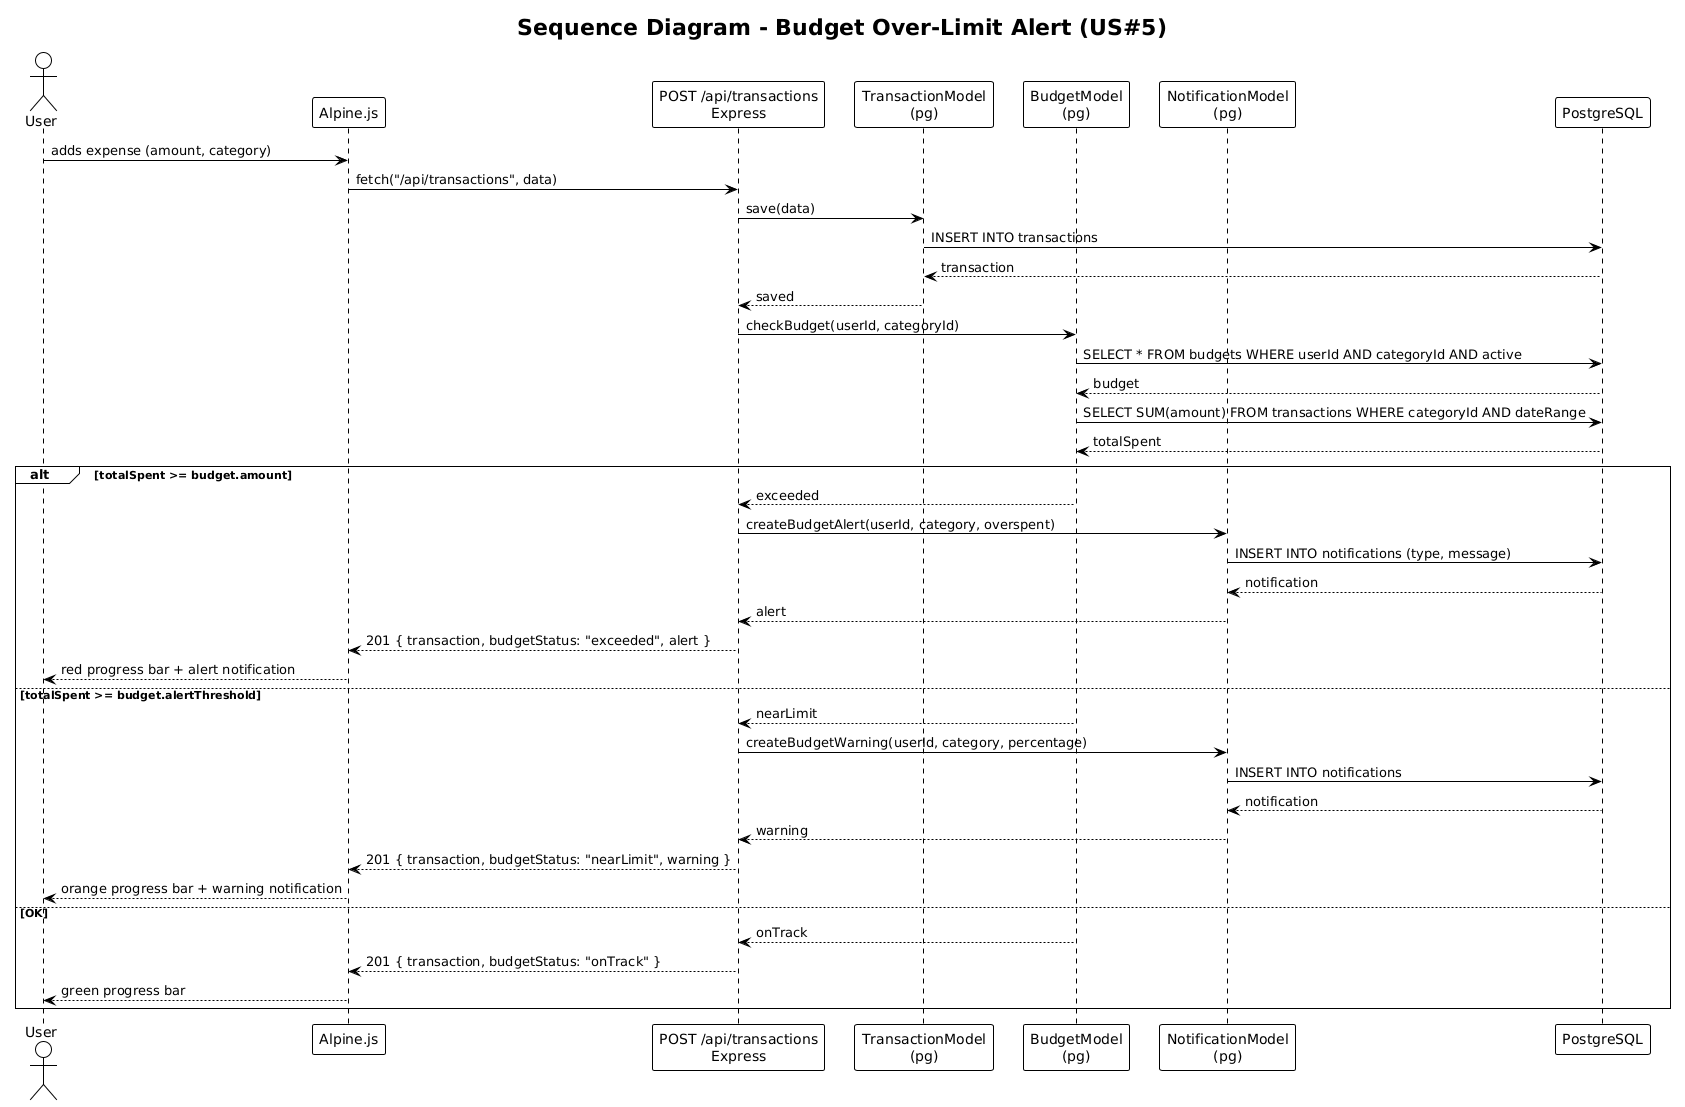 Sequence Diagram - Budget Over-Limit Alert (US#5)
User
Alpine.js
POST /api/transactions
Express
TransactionModel
(pg)
BudgetModel
(pg)
NotificationModel
(pg)
PostgreSQL
adds expense (amount, category)
fetch("/api/transactions", data)
save(data)
INSERT INTO transactions
transaction
saved
checkBudget(userId, categoryId)
SELECT * FROM budgets WHERE userId AND categoryId AND active
budget
SELECT SUM(amount) FROM transactions WHERE categoryId AND dateRange
totalSpent
alt [totalSpent >= budget.amount]
exceeded
createBudgetAlert(userId, category, overspent)
INSERT INTO notifications (type, message)
notification
alert
201 { transaction, budgetStatus: "exceeded", alert }
red progress bar + alert notification
[totalSpent >= budget.alertThreshold]
nearLimit
createBudgetWarning(userId, category, percentage)
INSERT INTO notifications
notification
warning
201 { transaction, budgetStatus: "nearLimit", warning }
orange progress bar + warning notification
[OK]
onTrack
201 { transaction, budgetStatus: "onTrack" }
green progress bar
User
Alpine.js
POST /api/transactions
Express
TransactionModel
(pg)
BudgetModel
(pg)
NotificationModel
(pg)
PostgreSQL